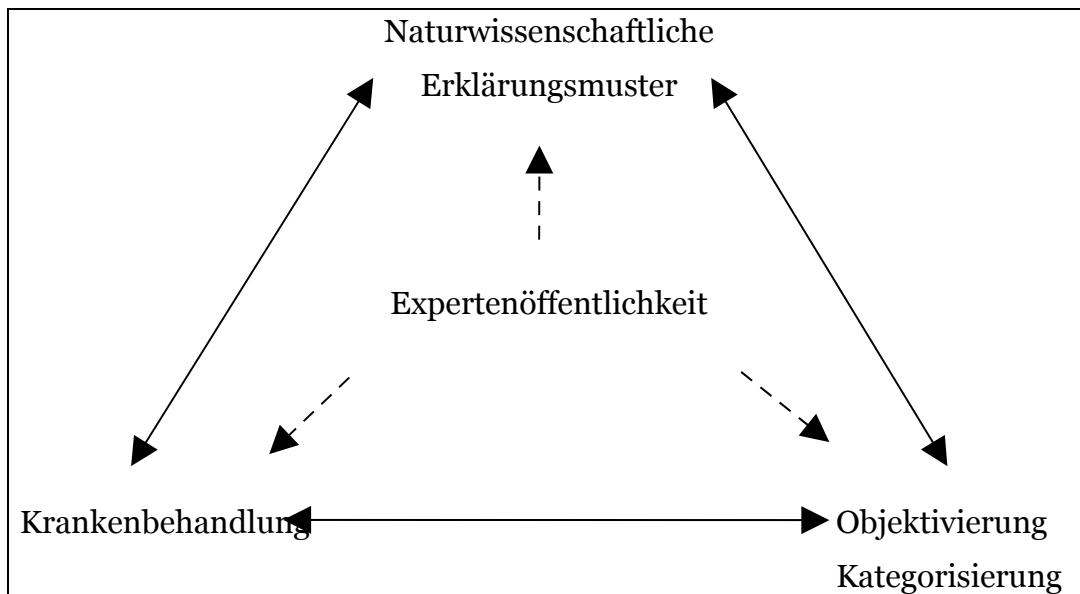 Naturwissenschaftliche
Erklärungsmuster
Expertenöffentlichkeit
Krankenbehandlung
Objektivierung
Kategorisierung